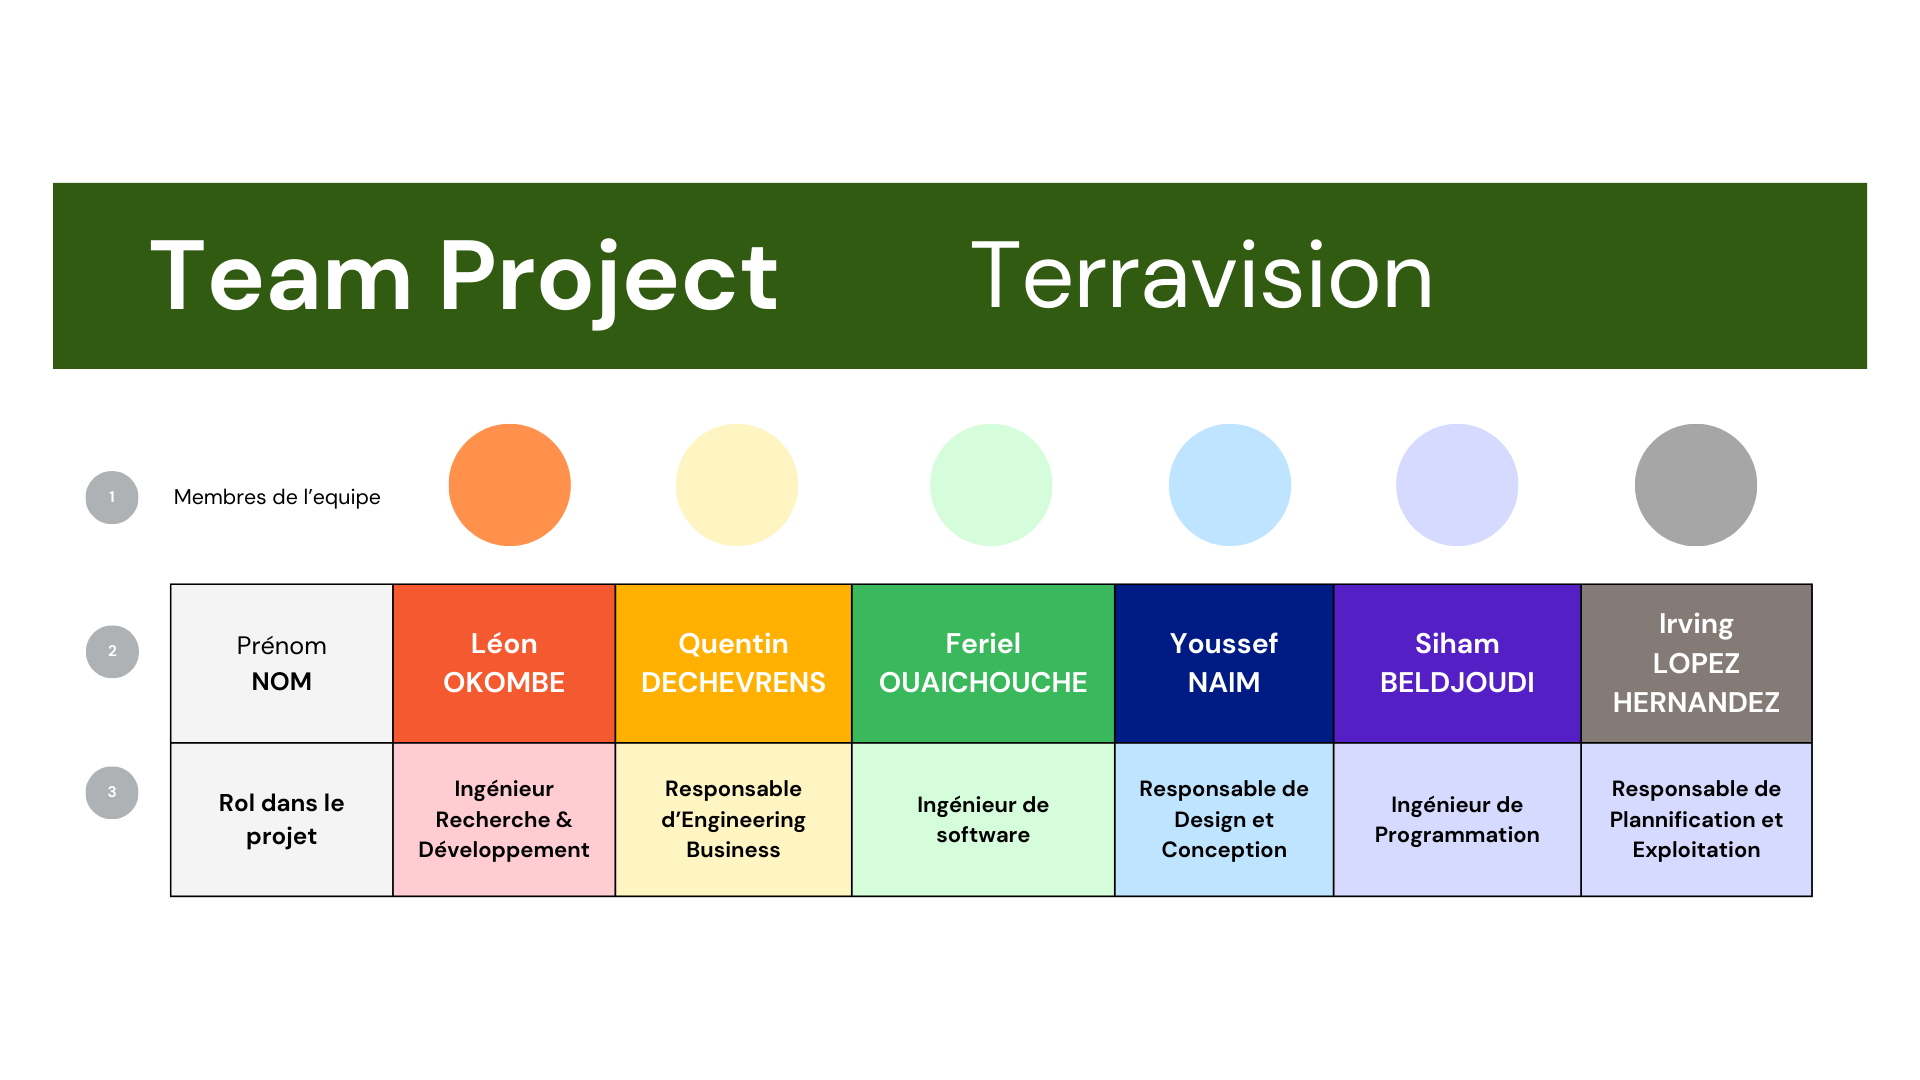 Team Project Terravision
1 Membres de l’equipe
2
Prénom
NOM
Léon
OKOMBE
Quentin
DECHEVRENS
Feriel
OUAICHOUCHE
Youssef
NAIM
Siham
BELDJOUDI
Irving
LOPEZ
HERNANDEZ
3
Rol dans le
projet
Ingénieur
Recherche &
Développement
Responsable
d’Engineering
Business
Ingénieur de
software
Responsable de
Design et
Conception
Ingénieur de
Programmation
Responsable de
Plannification et
Exploitation